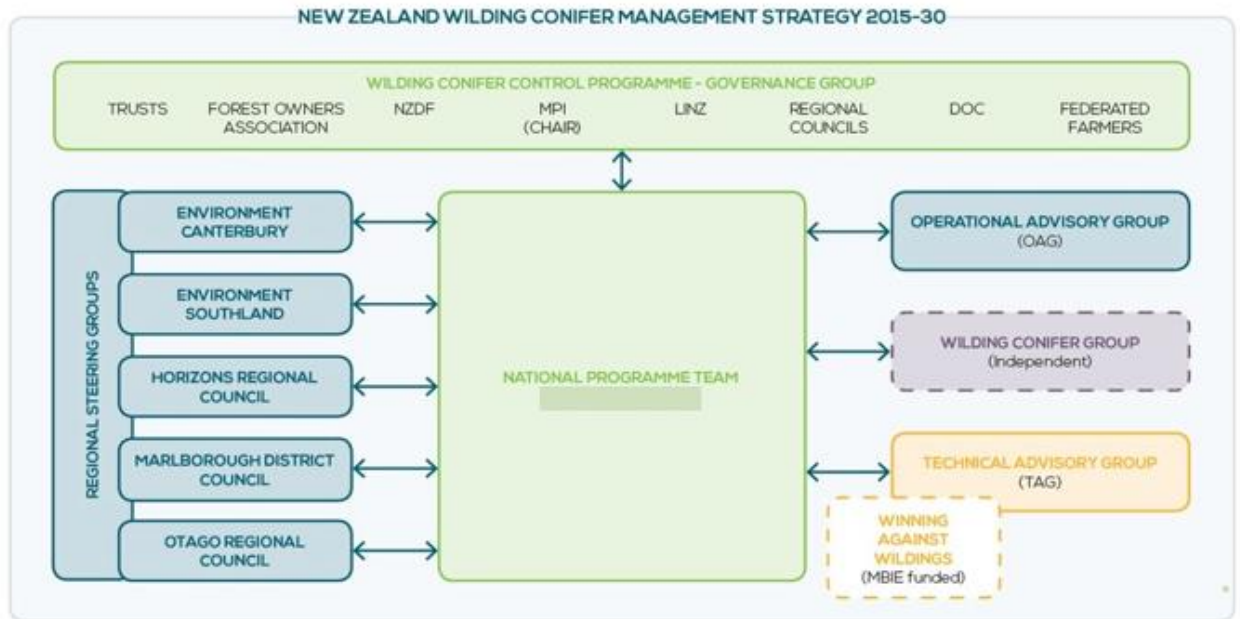 NEW ZEALAND WILDING CONIFER MANAGEMENT STRATEGY 2015-30
WILDING CONIFER CONTROL PROGRAMME - GOVERNANCE GROUP
TRUSTS
FOREST OWNERS
ASSOCIATION
NZDF
MPI
(CHAIR)
LINZ
REGIONAL
COUNCILS
DOC
FEDERATED
FARMERS
REGIONAL STEERING GROUPS
ENVIRONMENT
CANTERBURY
ENVIRONMENT
SOUTHLAND
HORIZONS REGIONAL
COUNCIL
MARLBOROUGH DISTRICT
COUNCIL
OTAGO REGIONAL
COUNCIL
NATIONAL PROGRAMME TEAM
OPERATIONAL ADVISORY GROUP
(OAG)
WILDING CONIFER GROUP
(Independent)
TECHNICAL ADVISORY GROUP
(TAG)
WINNING
AGAINST
WILDINGS
(MBIE funded)